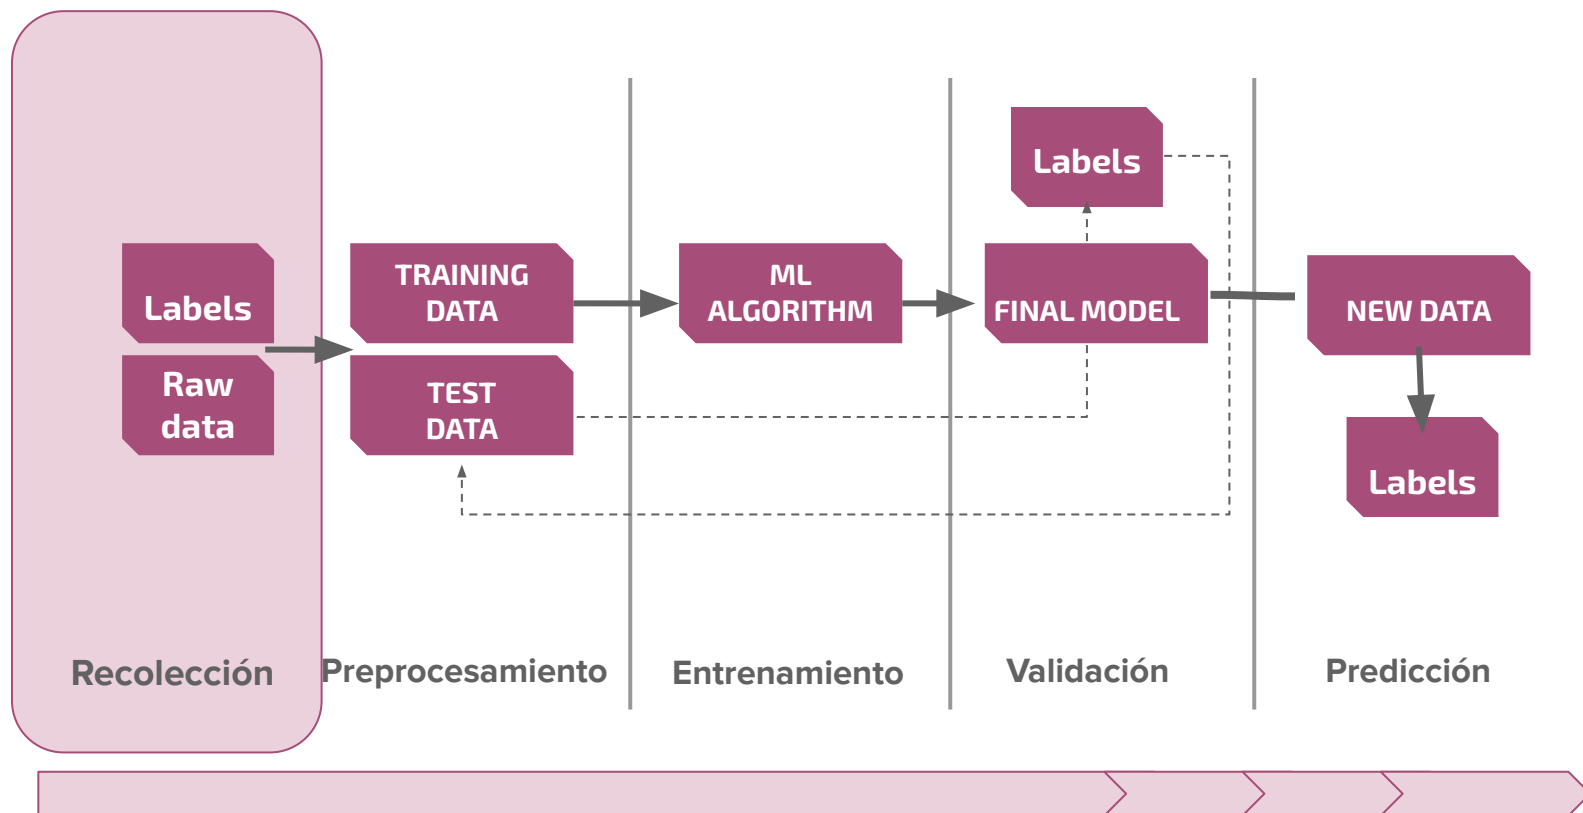 Labels
Raw
data
TRAINING
DATA
TEST
DATA
ML
ALGORITHM
Labels
FINAL MODEL
NEW DATA
Labels
Recolección
Preprocesamiento
Entrenamiento
Validación
Predicción